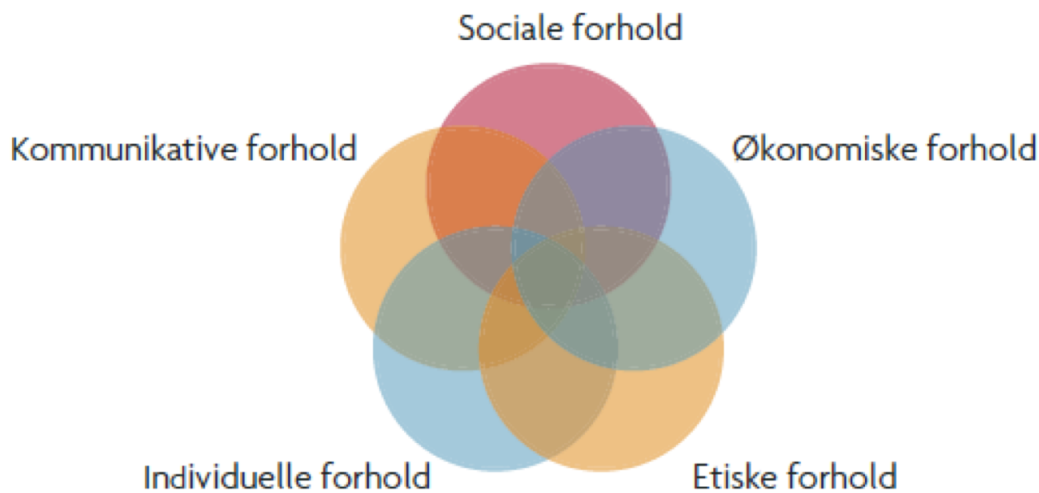 Sociale forhold
Kommunikative forhold
Økonomiske forhold
Individuelle forhold
Etiske forhold